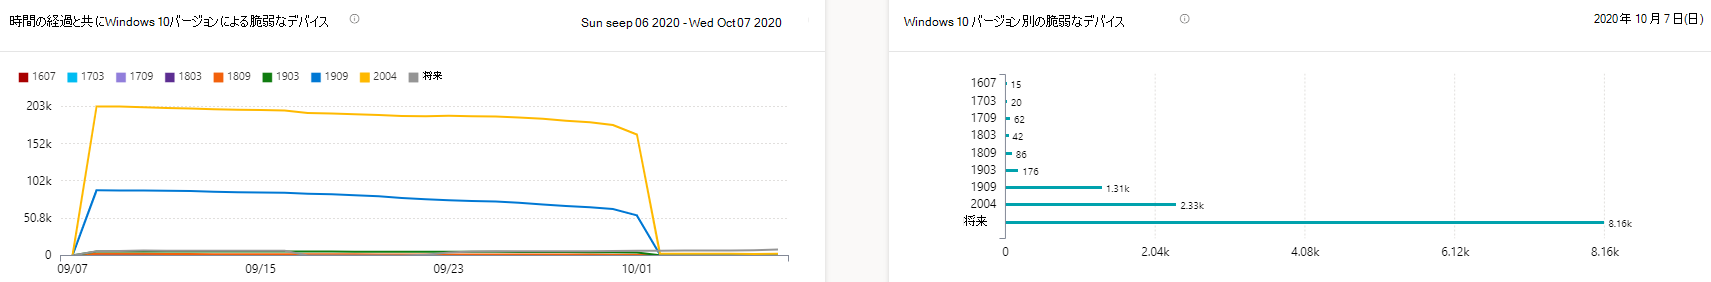 時間の経過と共にWindows 10バージョンによる脆弱なデバイス
Sun seep 06 2020 - Wed Oct 07 2020
1607 1703 1709 1803 1809 1903 1909 2004 将来
203k
152k
102k
50.8k
0
09/07 09/15 09/23 10/01
Windows 10 バージョン別の脆弱なデバイス
2020年 10 月 7 日(日)
1607 15
1703 20
1709 62
1803 42
1809 86
1903 176
1909 1.31k
2004 2.33k
将来 8.16k
0 2.04k 4.08k 6.12k 8.16k